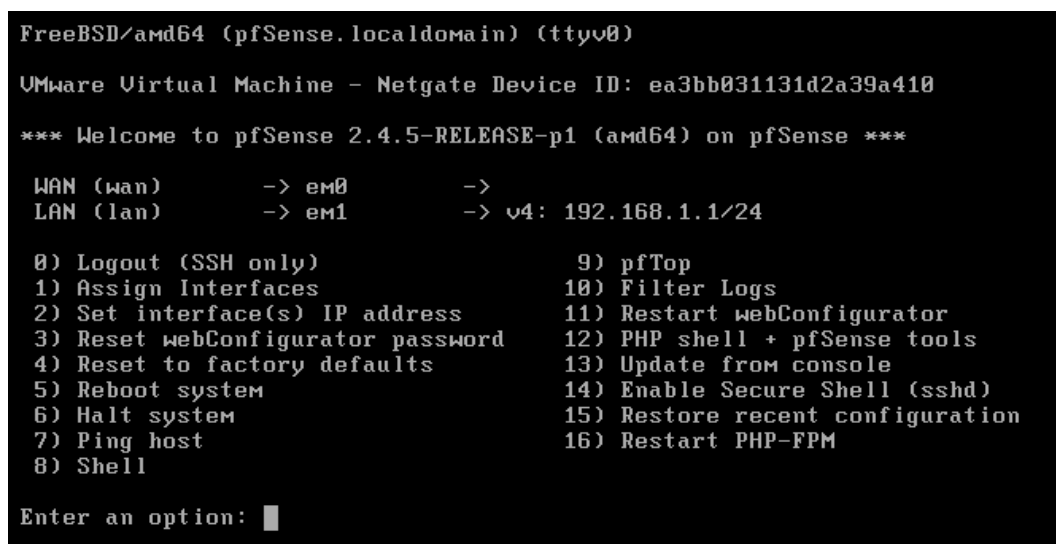 FreeBSD/amd64 (pfSense.localdomain) (ttyv0)
VMware Virtual Machine - Netgate Device ID: ea3bb031131d2a39a410
*** Welcome to pfSense 2.4.5-RELEASE-p1 (amd64) on pfSense ***
WAN (wan) -> em0 ->
LAN (lan) -> em1 -> v4: 192.168.1.1/24
0) Logout (SSH only) 9) pfTop
1) Assign Interfaces 10) Filter Logs
2) Set interface(s) IP address 11) Restart webConfigurator
3) Reset webConfigurator password 12) PHP shell + pfSense tools
4) Reset to factory defaults 13) Update from console
5) Reboot system 14) Enable Secure Shell (sshd)
6) Halt system 15) Restore recent configuration
7) Ping host 16) Restart PHP-FPM
8) Shell
Enter an option: